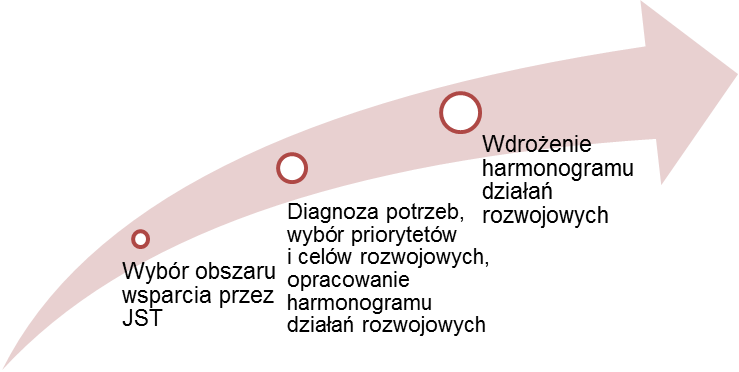 Wybór obszaru
wsparcia przez
JST
Diagnoza potrzeb,
wybór priorytetów
i celów rozwojowych,
opracowanie
harmonogramu
działań rozwojowych
Wdrożenie
harmonogramu
działań
rozwojowych